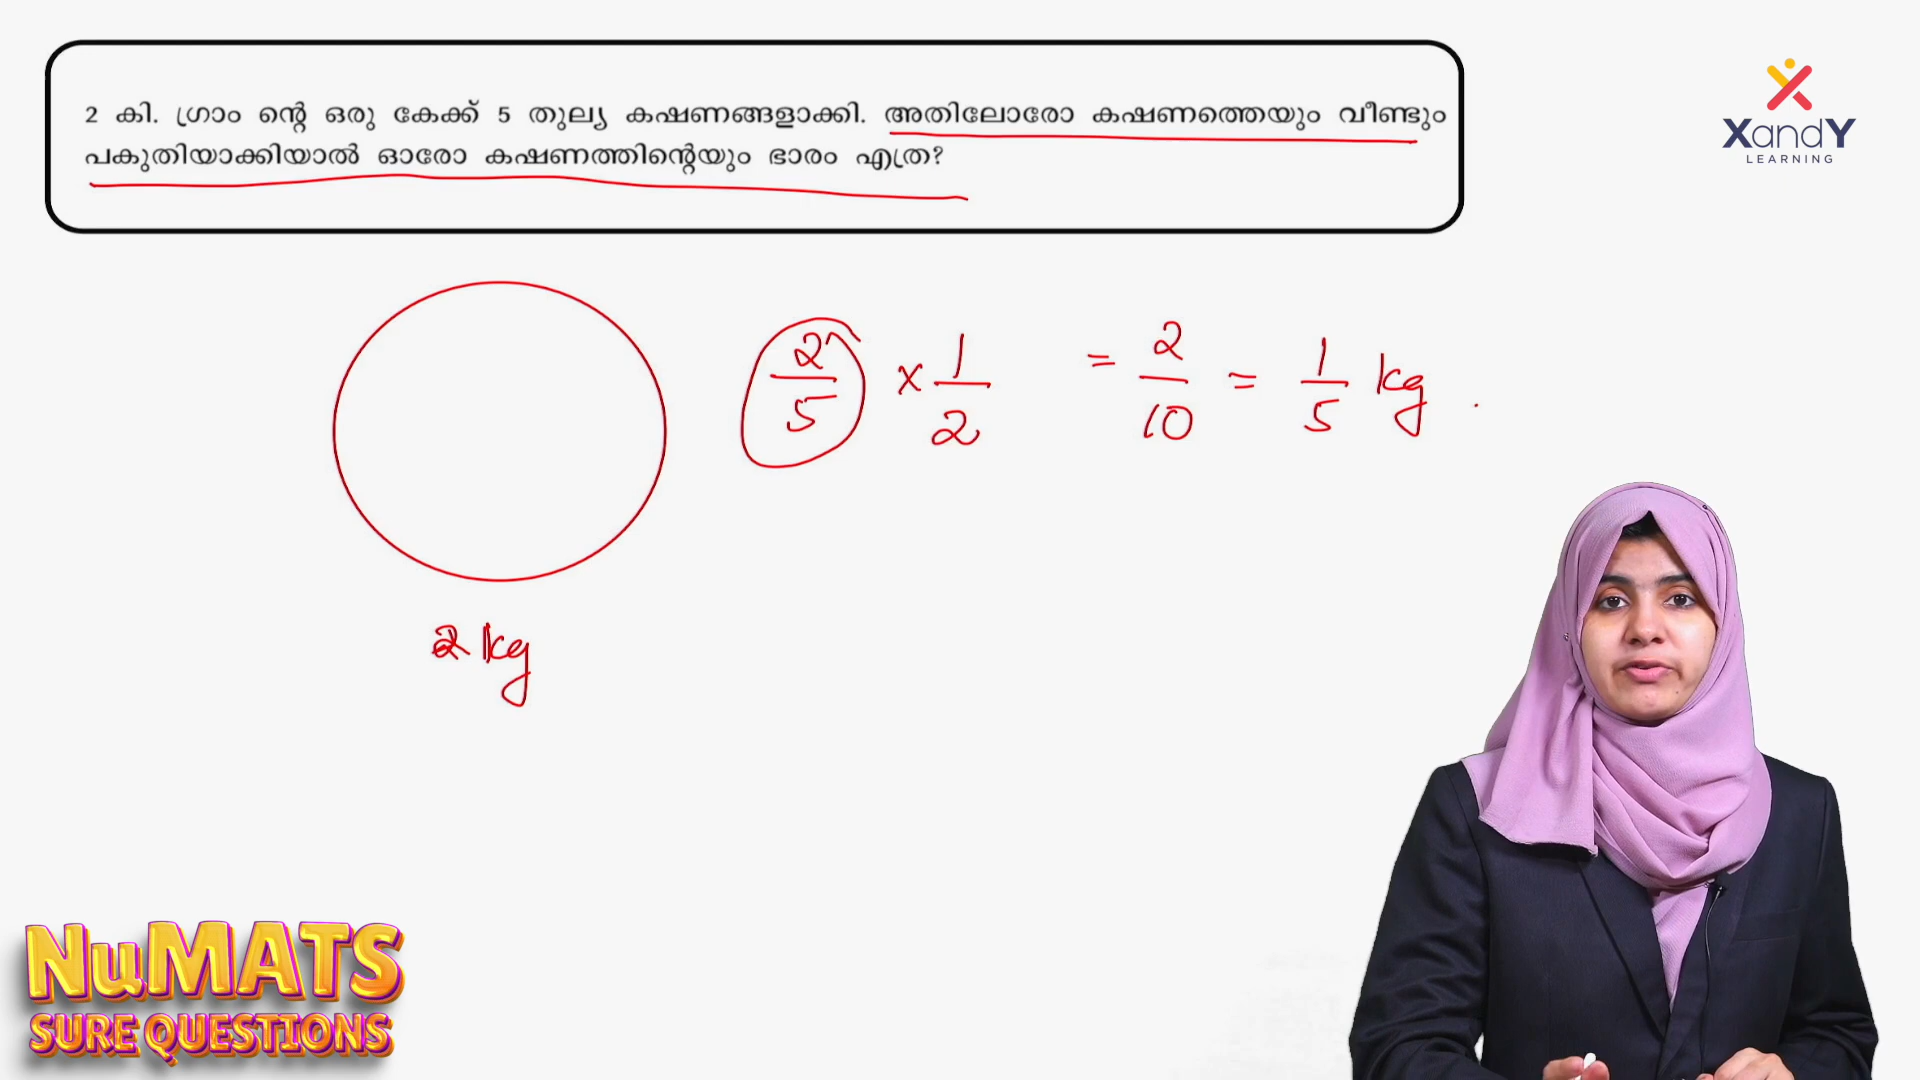 2 കി. ഗ്രാം ന്റെ ഒരു കേക്ക് 5 തുല്യ കഷണങ്ങളാക്കി. അതിലോരോ കഷണത്തെയും വീണ്ടും
പകുതിയാക്കിയാൽ ഓരോ കഷണത്തിന്റെയും ഭാരം എത്ര?
XandY
LEARNING
2/5 × 1/2 = 2/10 = 1/5 kg
2 kg
NuMATS
SURE QUESTIONS